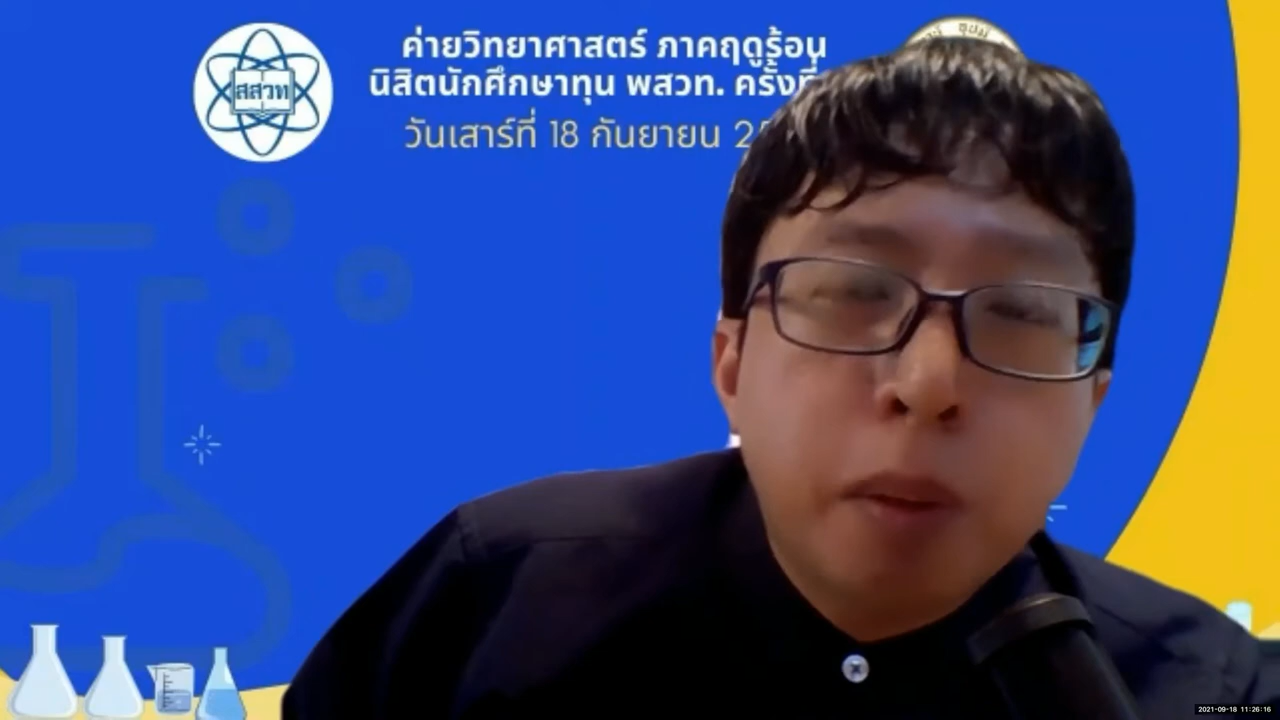 ค่ายวิทยาศาสตร์ ภาคฤดูร้อน
นิสิตนักศึกษาทุน พสวท. ครั้งที่
วันเสาร์ที่ 18 กันยายน 2
สสวท
2021-09-18 11:26:16